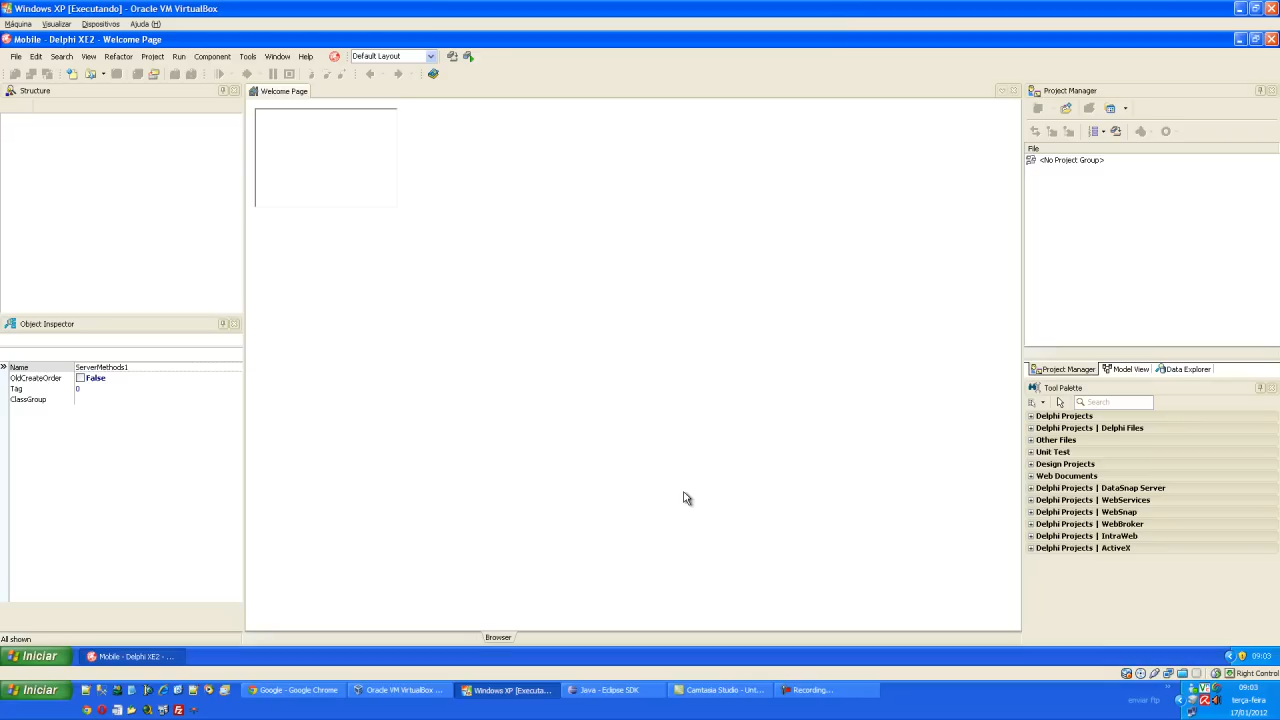 Windows XP [Executando] - Oracle VM VirtualBox
Máquina Visualizar Dispositivos Ajuda (H)
Mobile - Delphi XE2 - Welcome Page
File Edit Search View Refactor Project Run Component Tools Window Help Default Layout
Structure
Welcome Page
Project Manager
File
<No Project Group>
Object Inspector
Name ServerMethods1
OldCreateOrder False
Tag 0
ClassGroup
Project Manager Model View Data Explorer
Tool Palette
Search
Delphi Projects
Delphi Projects | Delphi Files
Other Files
Unit Test
Design Projects
Web Documents
Delphi Projects | DataSnap Server
Delphi Projects | WebServices
Delphi Projects | WebSnap
Delphi Projects | WebBroker
Delphi Projects | IntraWeb
Delphi Projects | ActiveX
All shown
Browser
Iniciar Mobile - Delphi XE2 - ... 09:03
Right Control
Iniciar Google - Google Chrome Oracle VM VirtualBox ... Windows XP [Executa... Java - Eclipse SDK Camtasia Studio - Unt... Recording... 09:03
enviar ftp terça-feira
17/01/2012